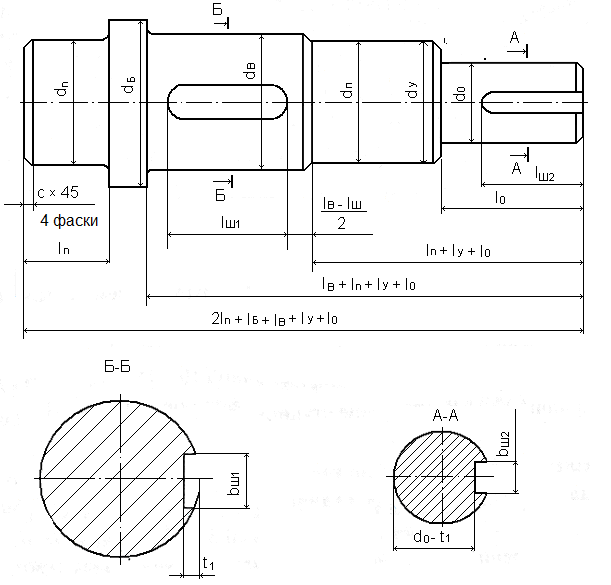 Б
А
dп
dБ
dВ
dп
dу
d0
Б
А
lш2
с × 45
4 фаски
lш1
lВ - lШ
2
l0
lп
lп + lу + l0
lВ + lп + lу + l0
2lп + lБ + lВ + lу + l0
Б-Б
А-А
bш1
bш2
t1
d0- t1